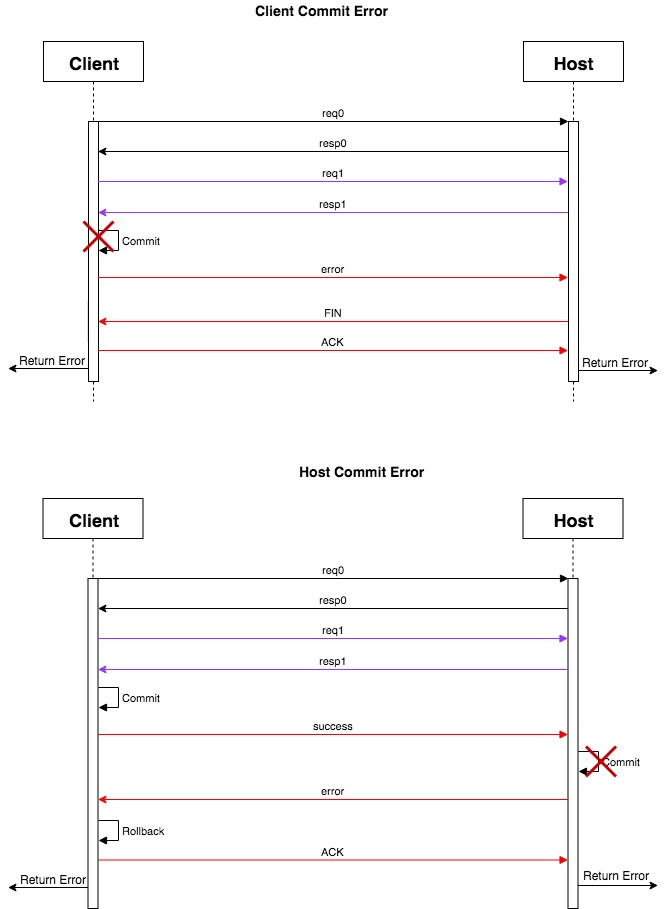 Client Commit Error
Client
Host
req0
resp0
req1
resp1
Commit
error
FIN
ACK
Return Error
Return Error
Host Commit Error
Client
Host
req0
resp0
req1
resp1
Commit
success
Commit
error
Rollback
ACK
Return Error
Return Error